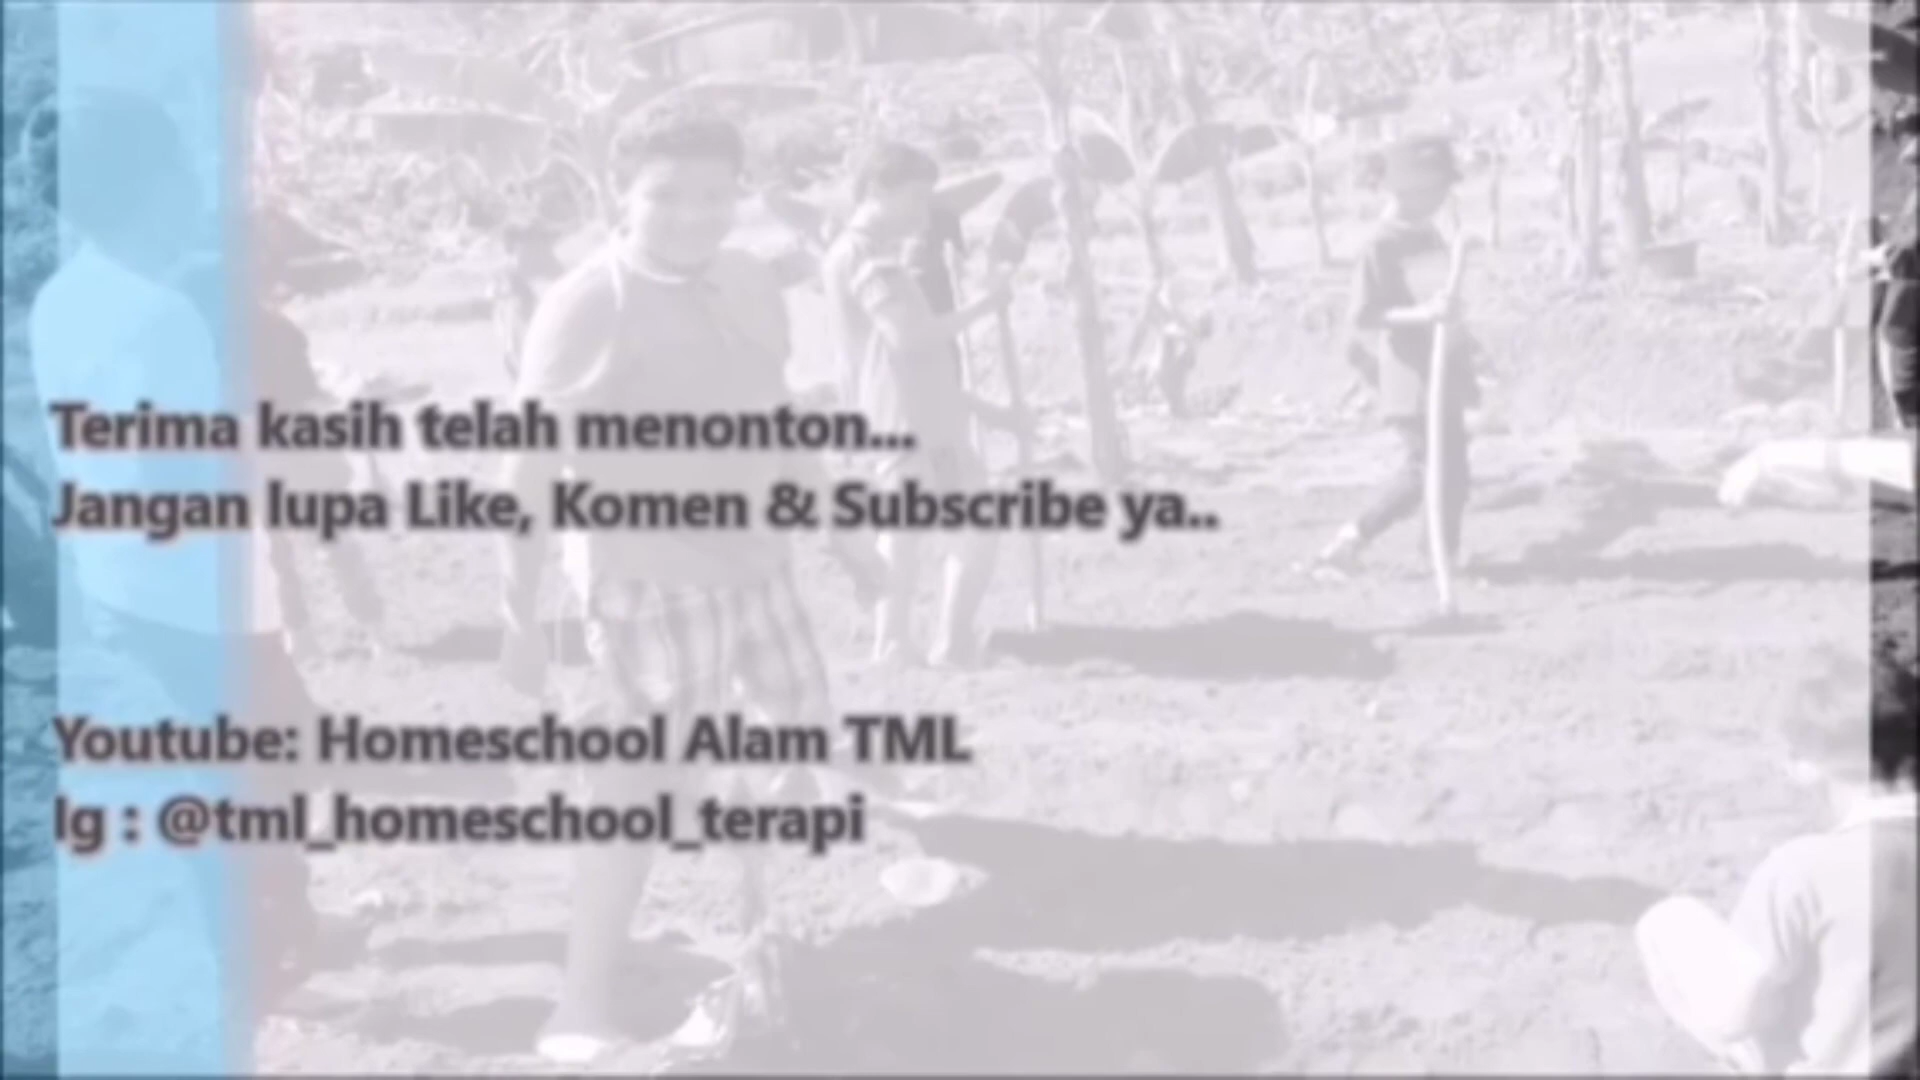 Terima kasih telah menonton...
Jangan lupa Like, Komen & Subscribe ya..
Youtube: Homeschool Alam TML
Ig : @tml_homeschool_terapi